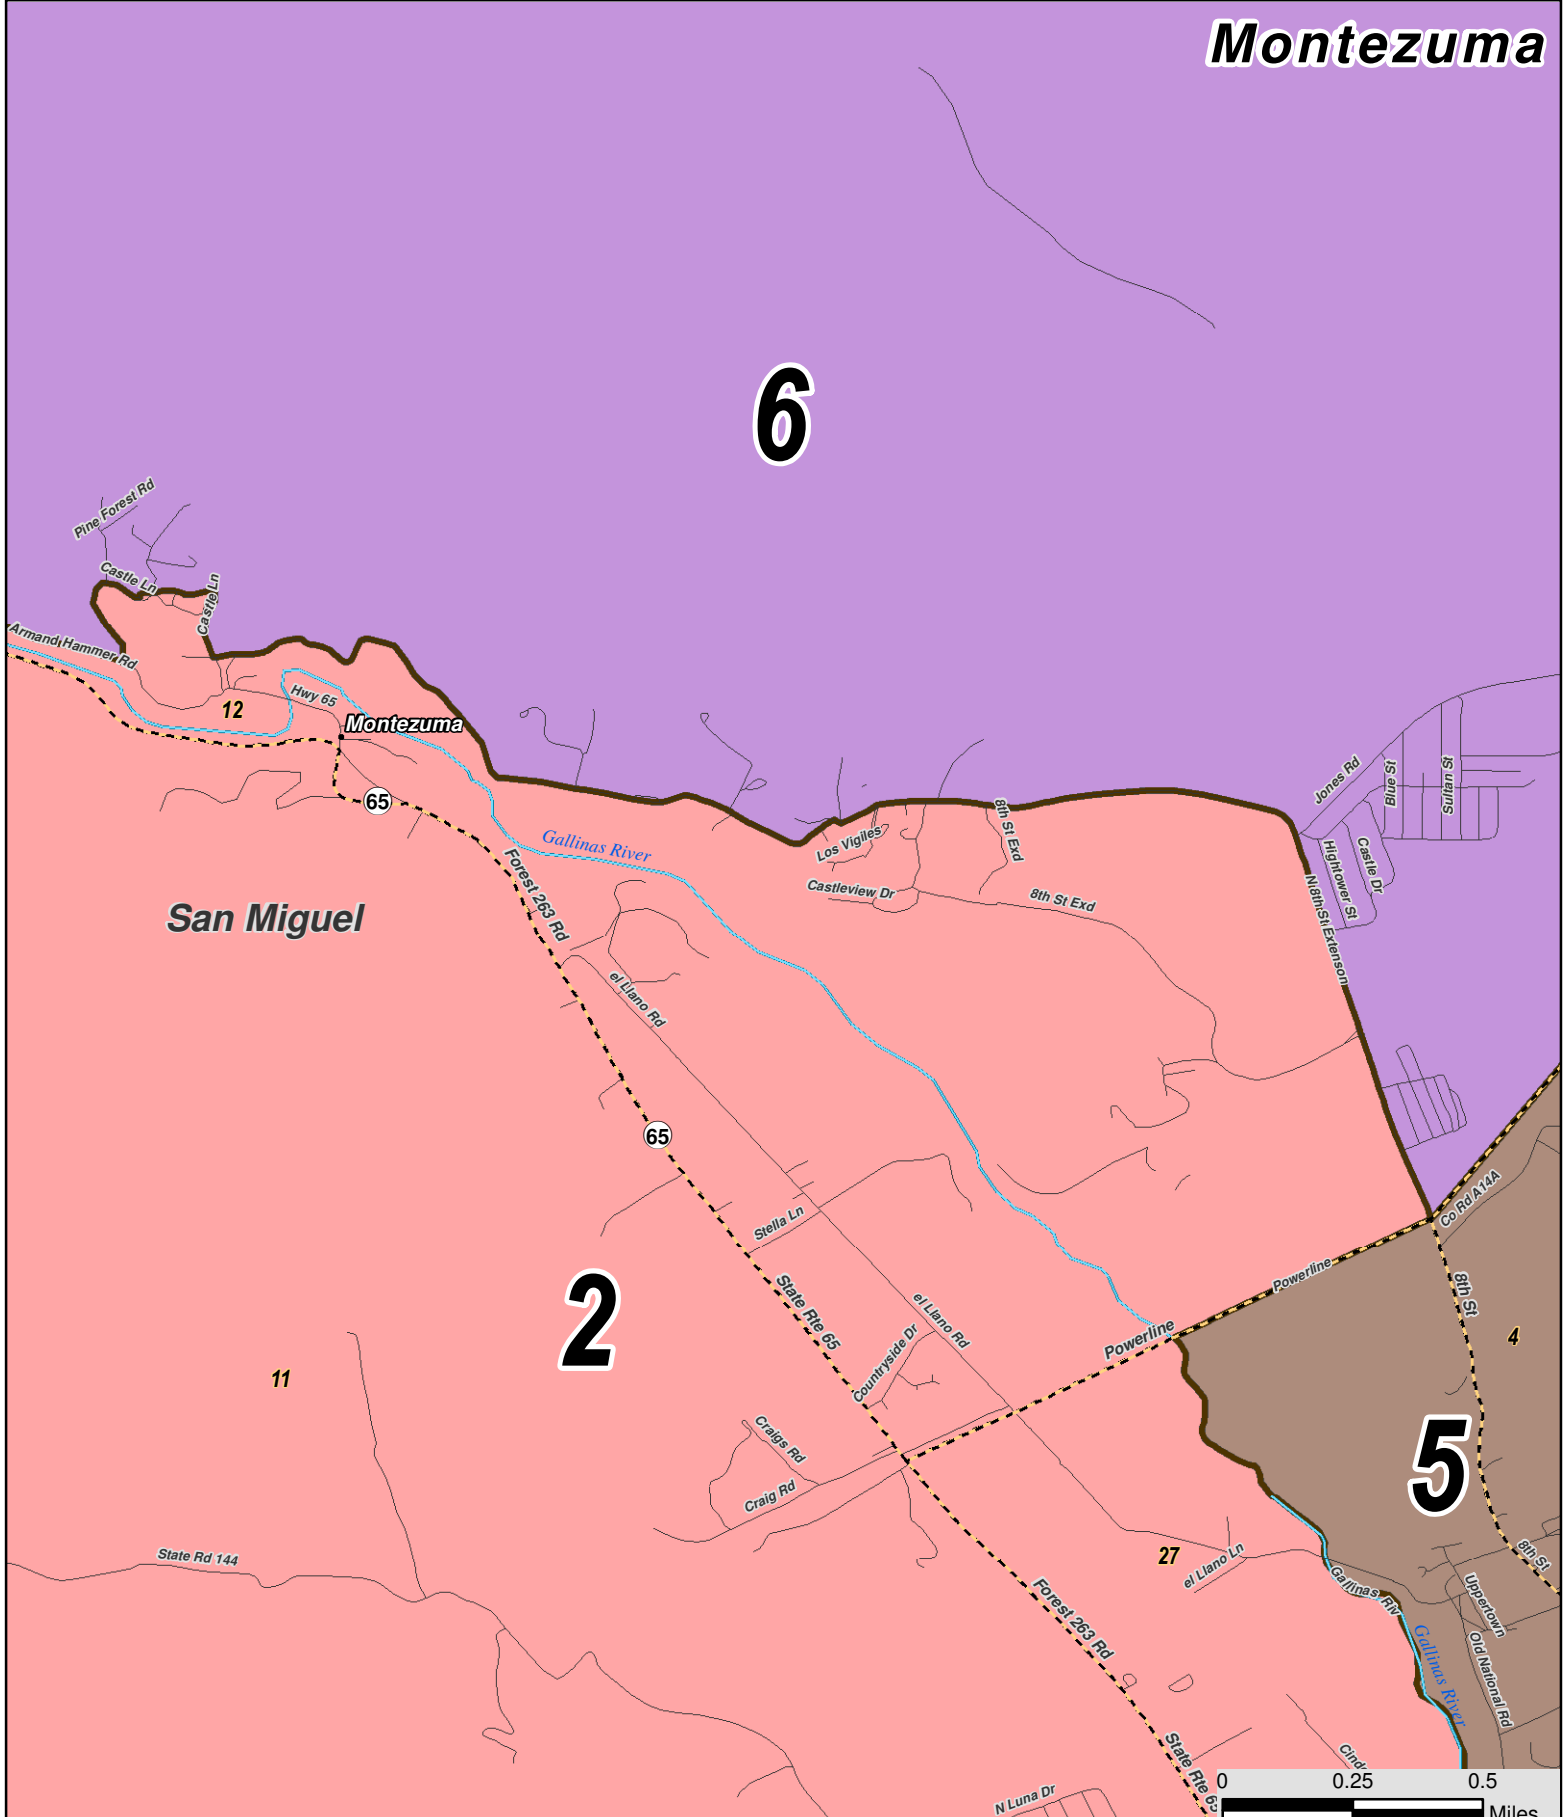 Montezuma
6
Pine Forest Rd
Castle Ln
Castle Ln
Armand Hammer Rd
Hwy 65
12
Montezuma
65
Gallinas River
Los Vigiles
8th St Exd
Castleview Dr
8th St Exd
Jones Rd
Blue St
Sultan St
Hightower St
Castle Dr
Extenson
San Miguel
Forest 263 Rd
el Llano Rd
65
Stella Ln
Co Rd A14A
Powerline
8th St
2
State Rte 65
el Llano Rd
Powerline
Countryside Dr
4
11
Craigs Rd
Craig Rd
5
State Rd 144
27
el Llano Ln
8th St
Gallinas Riv
Uppertown
Forest 263 Rd
Gallinas River
Old National Rd
State Rte 65
N Luna Dr
0 0.25 0.5
Miles